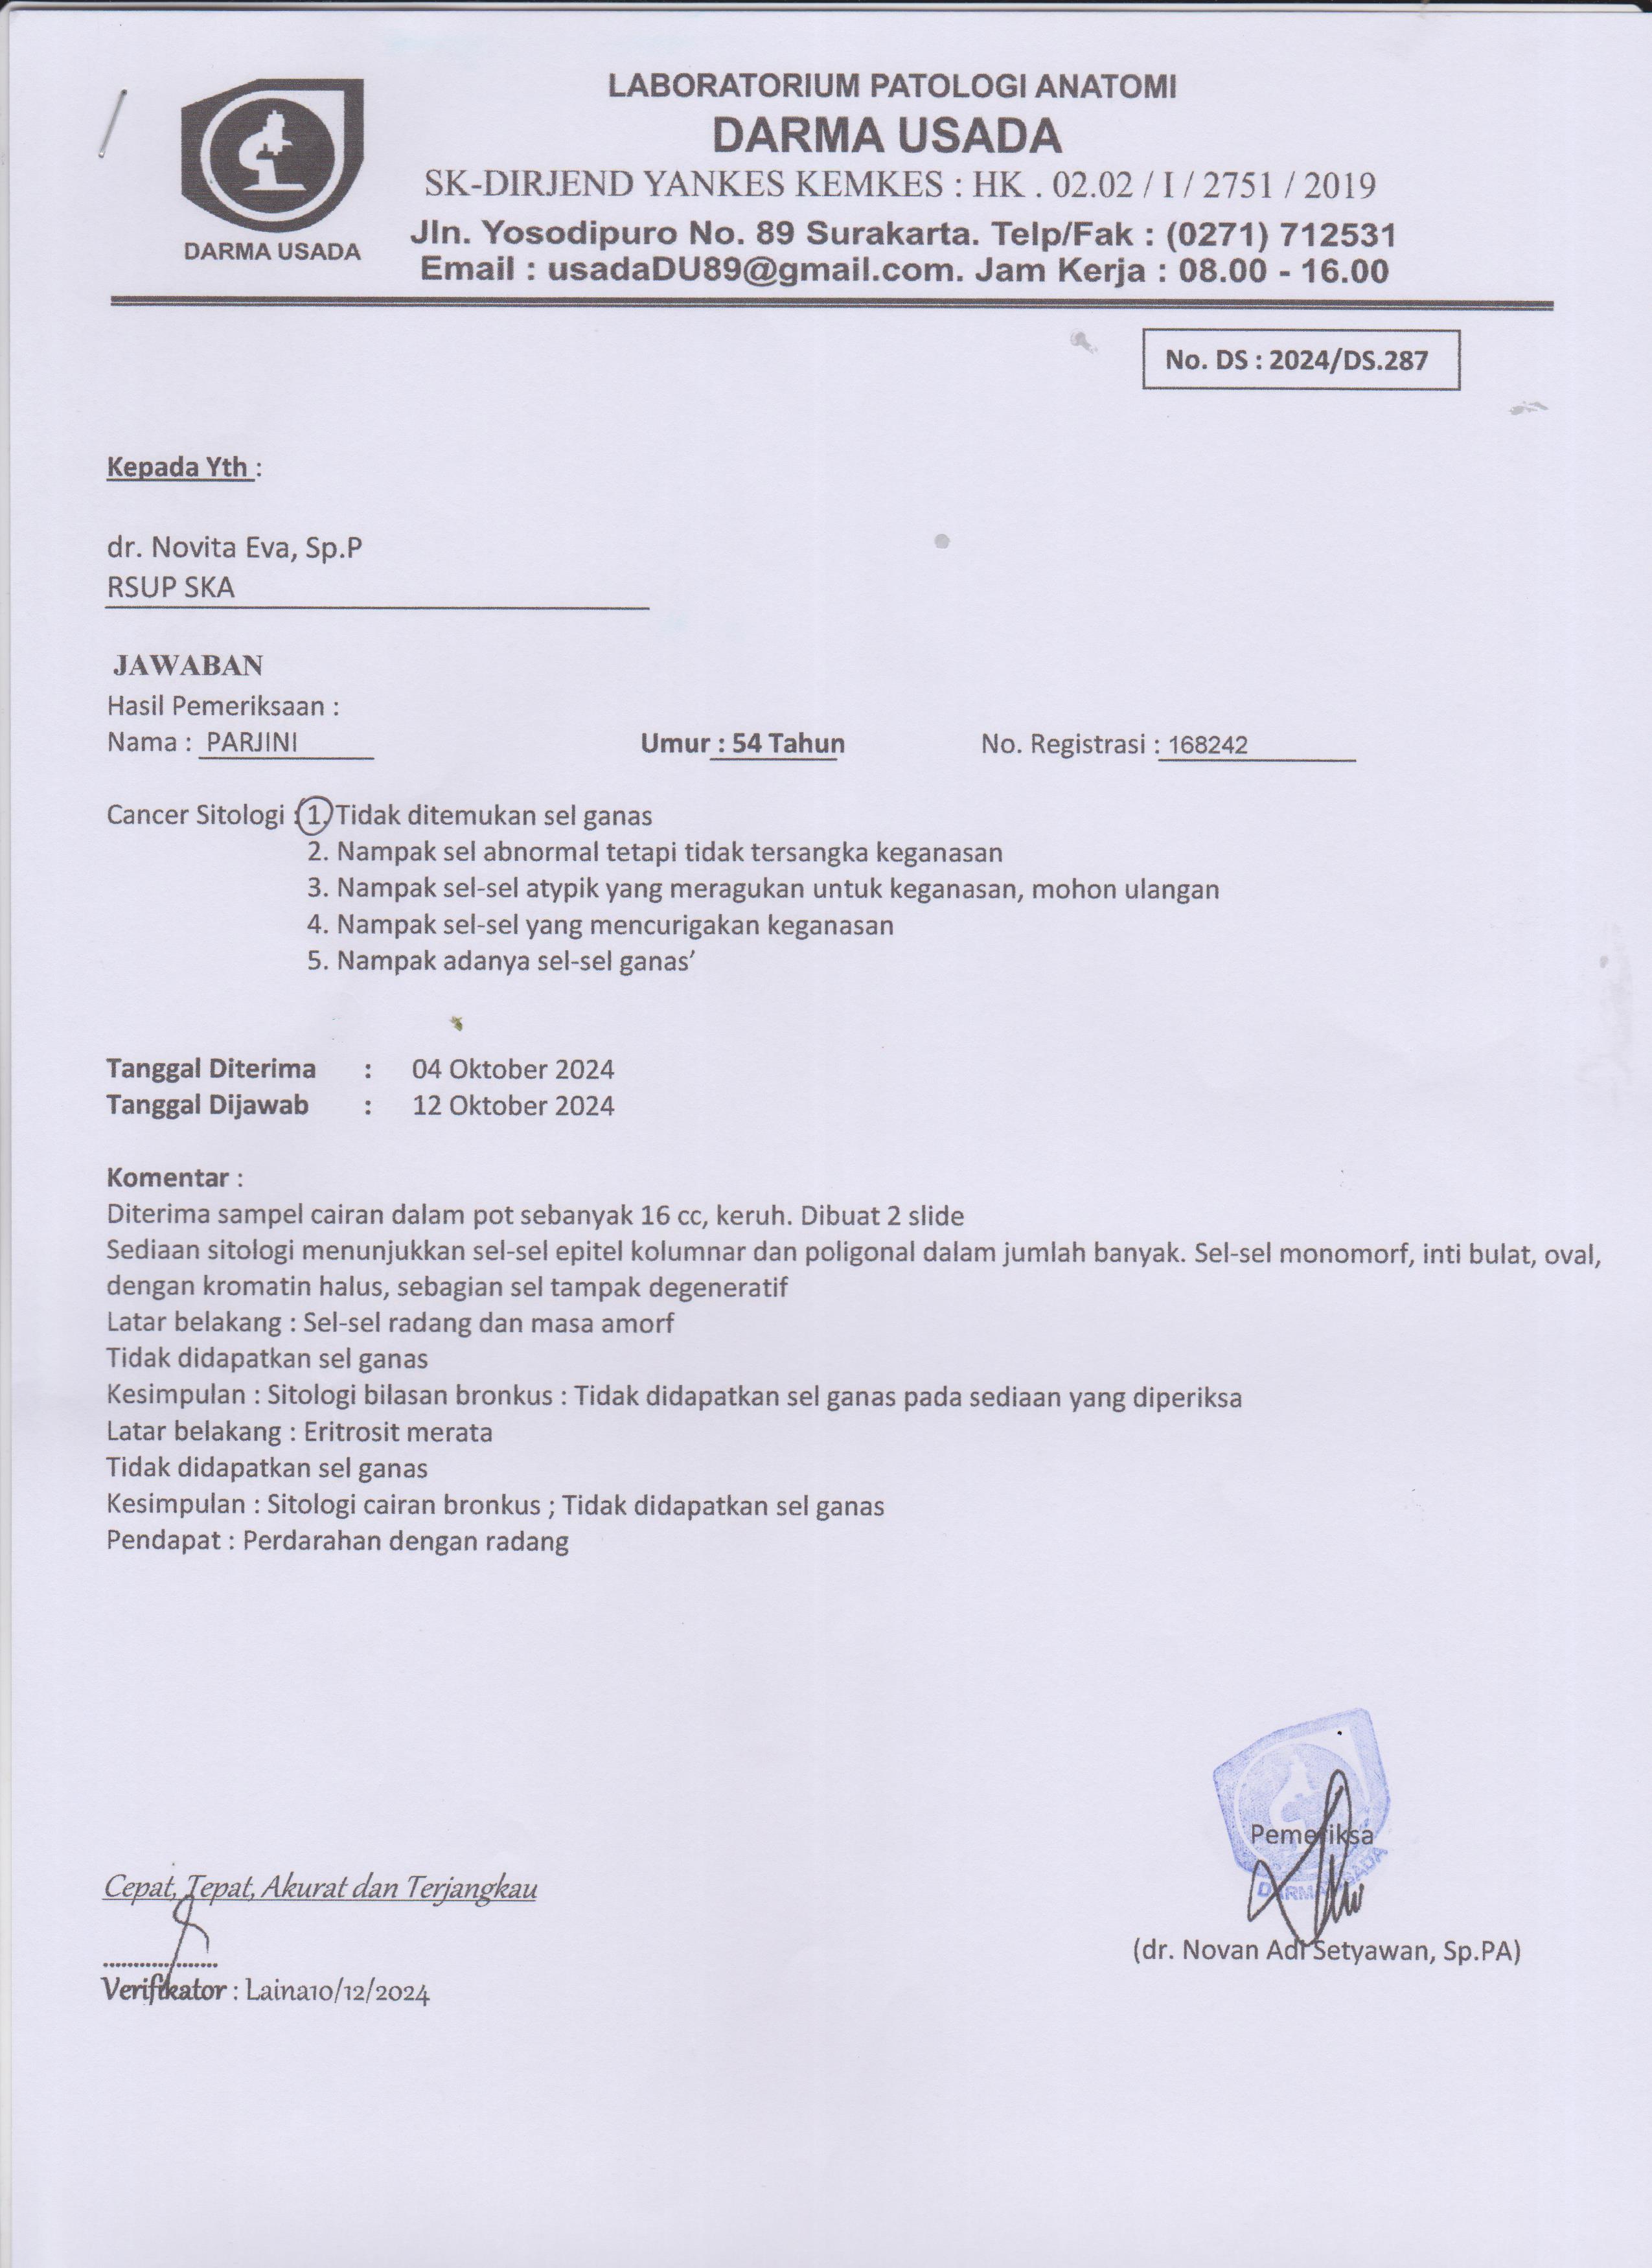 LABORATORIUM PATOLOGI ANATOMI
DARMA USADA
SK-DIRJEND YANKES KEMKES : HK . 02.02 / I / 2751 / 2019
DARMA USADA
Jln. Yosodipuro No. 89 Surakarta. Telp/Fak : (0271) 712531
Email : usadaDU89@gmail.com. Jam Kerja : 08.00 - 16.00
No. DS : 2024/DS.287
Kepada Yth :
dr. Novita Eva, Sp.P
RSUP SKA
JAWABAN
Hasil Pemeriksaan :
Nama : PARJINI Umur : 54 Tahun No. Registrasi : 168242
Cancer Sitologi : 1. Tidak ditemukan sel ganas
2. Nampak sel abnormal tetapi tidak tersangka keganasan
3. Nampak sel-sel atypik yang meragukan untuk keganasan, mohon ulangan
4. Nampak sel-sel yang mencurigakan keganasan
5. Nampak adanya sel-sel ganas’
Tanggal Diterima : 04 Oktober 2024
Tanggal Dijawab : 12 Oktober 2024
Komentar :
Diterima sampel cairan dalam pot sebanyak 16 cc, keruh. Dibuat 2 slide
Sediaan sitologi menunjukkan sel-sel epitel kolumnar dan poligonal dalam jumlah banyak. Sel-sel monomorf, inti bulat, oval,
dengan kromatin halus, sebagian sel tampak degeneratif
Latar belakang : Sel-sel radang dan masa amorf
Tidak didapatkan sel ganas
Kesimpulan : Sitologi bilasan bronkus : Tidak didapatkan sel ganas pada sediaan yang diperiksa
Latar belakang : Eritrosit merata
Tidak didapatkan sel ganas
Kesimpulan : Sitologi cairan bronkus ; Tidak didapatkan sel ganas
Pendapat : Perdarahan dengan radang
Pemeriksa
DARMA USADA
Cepat, Tepat, Akurat dan Terjangkau
(dr. Novan Adi Setyawan, Sp.PA)
....................
Verifikator : Laina10/12/2024